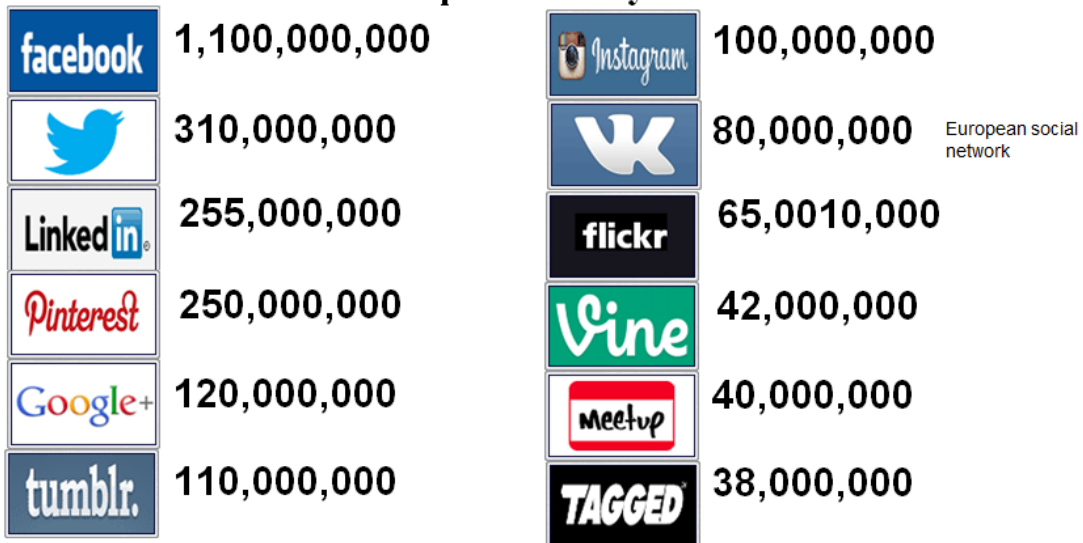 facebook 1,100,000,000
310,000,000
Linked in 255,000,000
Pinterest 250,000,000
Google+ 120,000,000
tumblr. 110,000,000
Instagram 100,000,000
VK 80,000,000 European social
network
flickr 65,0010,000
Vine 42,000,000
Meetup 40,000,000
TAGGED 38,000,000